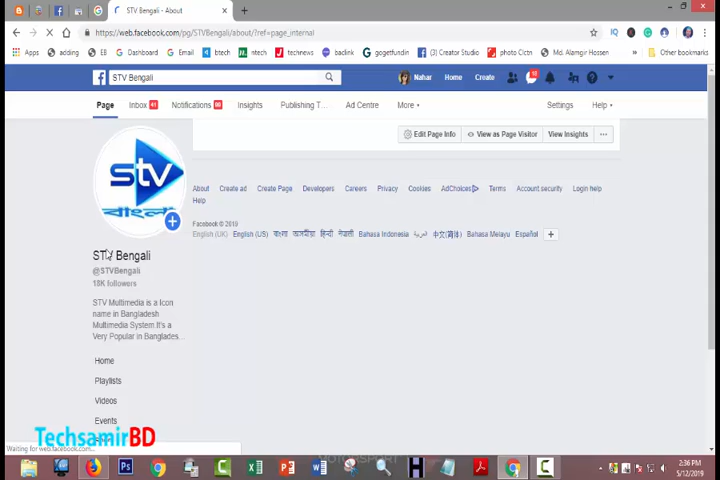 STV Bengali - About
https://web.facebook.com/pg/STVBengali/about/?ref=page_internal
Apps adding EB Dashboard Email btech ntech technews backink gogetfundin (3) Creator Studio photo Cictn Md. Alamgir Hossen » Other bookmarks
STV Bengali Nahar Home Create
Page Inbox 41 Notifications Insights Publishing T... Ad Centre More Settings Help
Edit Page Info View as Page Visitor View Insights
stv
বাংলা
About Create ad Create Page Developers Careers Privacy Cookies AdChoices Terms Account security Login help
Help
Facebook © 2019
English (UK) English (US) বাংলা অসমীয়া हिन्दी नेपाली Bahasa Indonesia العربية 中文(简体) Bahasa Melayu Español
STV Bengali
@STVBengali
18K followers
STV Multimedia is a Icon
name in Bangladesh
Multimedia System.It's a
Very Popular in Banglades...
Home
Playlists
Videos
Events
TechsamirBD
Waiting for web.facebook.com...
2:36 PM
5/12/2019